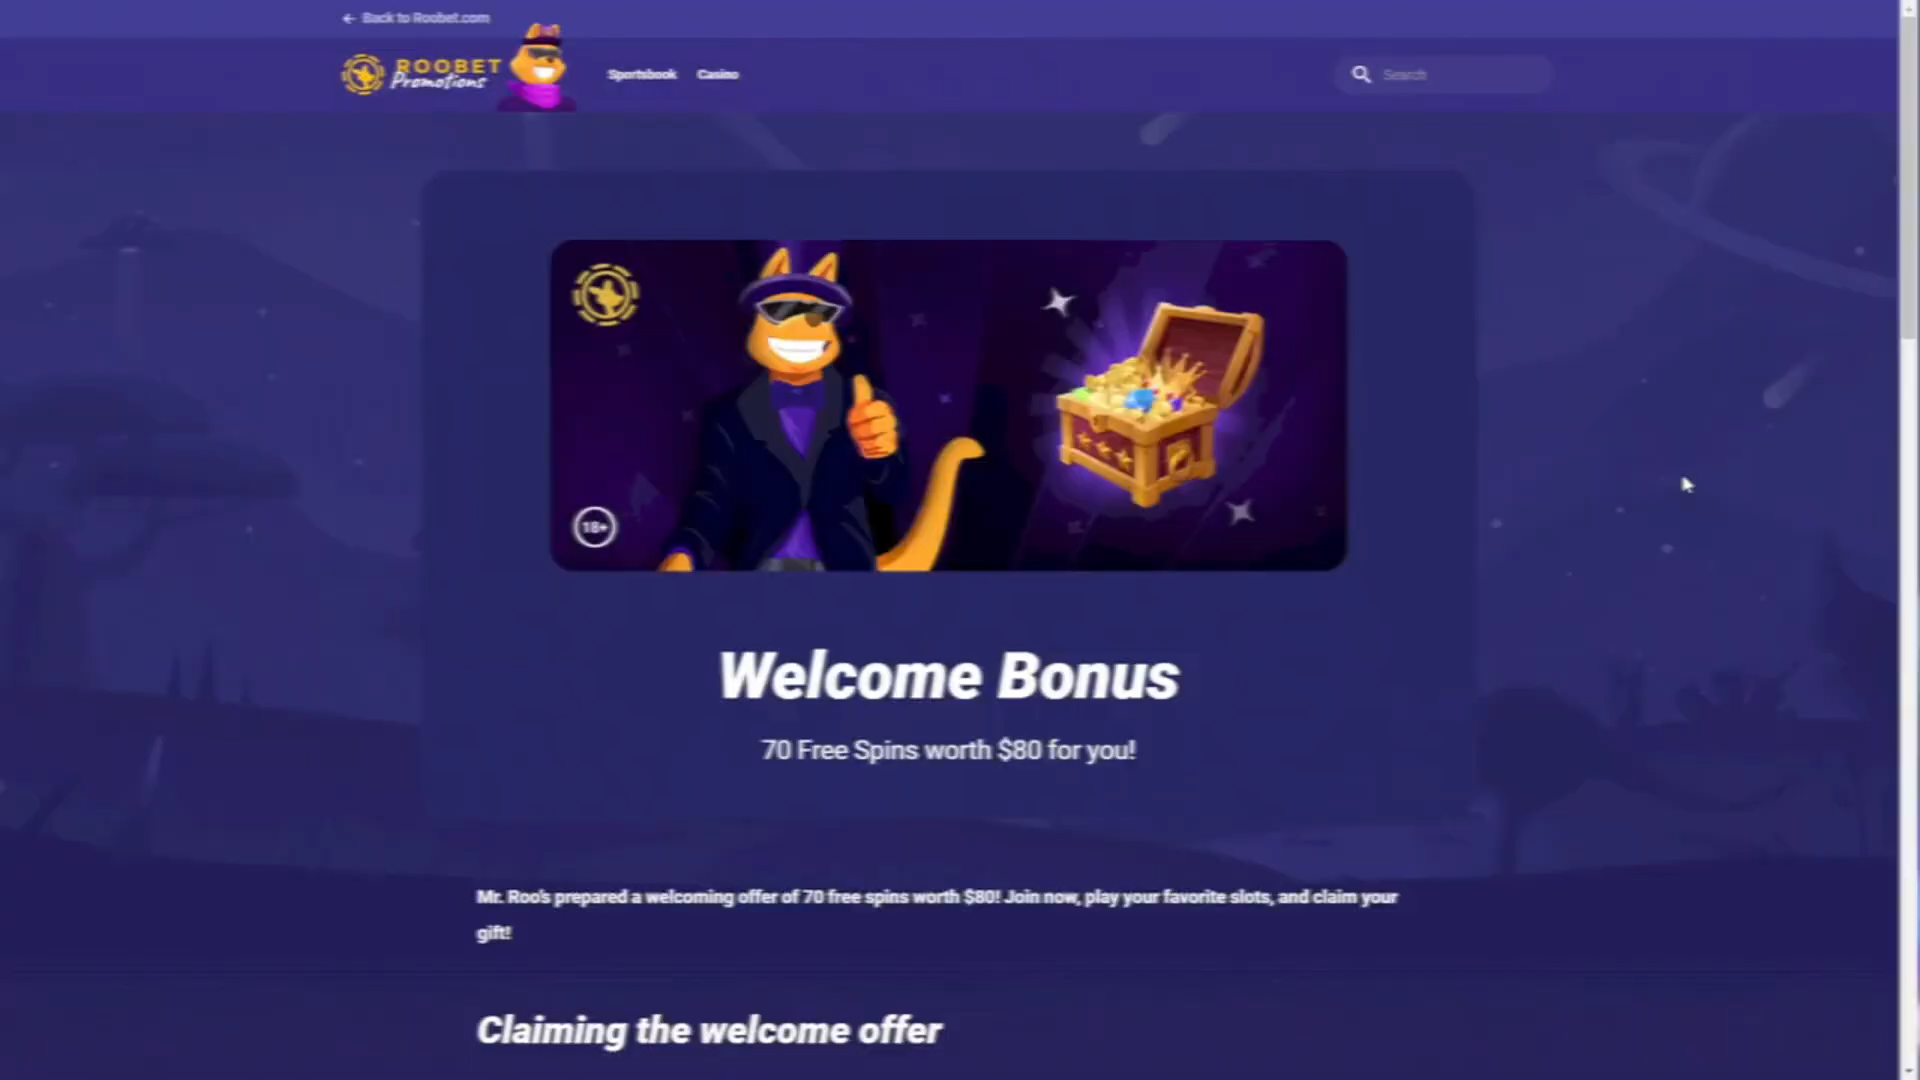 Back to Roobet.com
ROOBET
Promotions
Sportsbook
Casino
Search
18+
Welcome Bonus
70 Free Spins worth $80 for you!
Mr. Roo's prepared a welcoming offer of 70 free spins worth $80! Join now, play your favorite slots, and claim your
gift!
Claiming the welcome offer